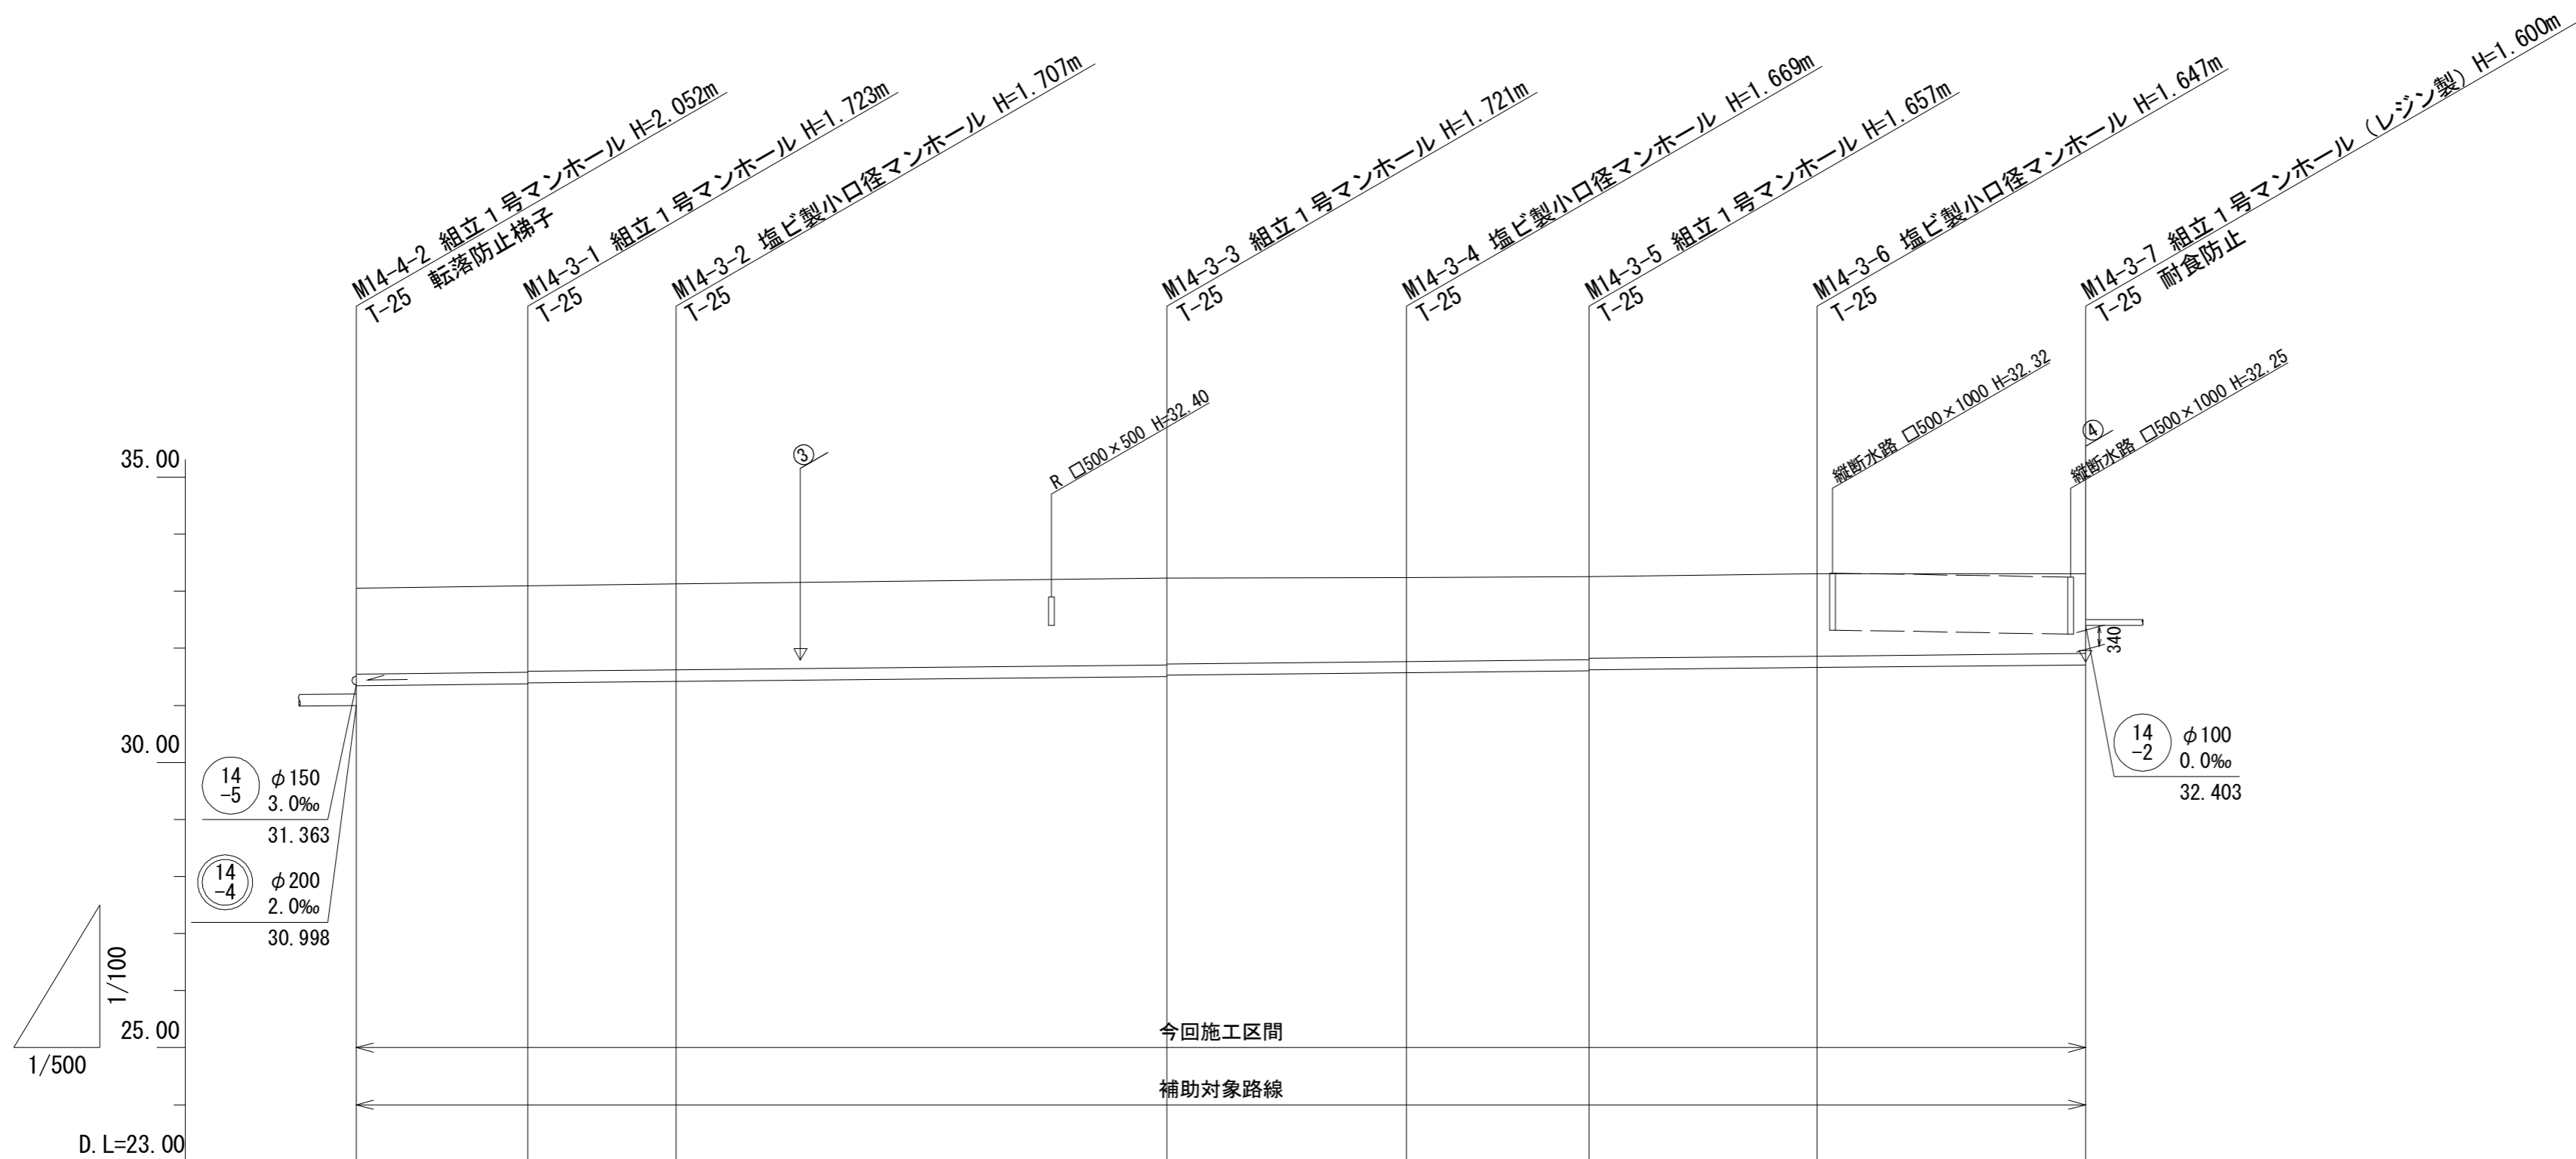 M14-4-2 組立１号マンホール H=2.052m
T-25 転落防止梯子
M14-3-1 組立１号マンホール H=1.723m
T-25
M14-3-2 塩ビ製小口径マンホール H=1.707m
T-25
M14-3-3 組立１号マンホール H=1.721m
T-25
M14-3-4 塩ビ製小口径マンホール H=1.669m
T-25
M14-3-5 組立１号マンホール H=1.657m
T-25
M14-3-6 塩ビ製小口径マンホール H=1.647m
T-25
M14-3-7 組立１号マンホール（レジン製）H=1.600m
T-25 耐食防止
③
R □500×500 H=32.40
縦断水路 □500×1000 H=32.32
④
縦断水路 □500×1000 H=32.25
35.00
340
30.00
14
-5
φ150
3.0‰
31.363
14
-4
φ200
2.0‰
30.998
14
-2
φ100
0.0‰
32.403
1/100
1/500
25.00
今回施工区間
補助対象路線
D.L=23.00